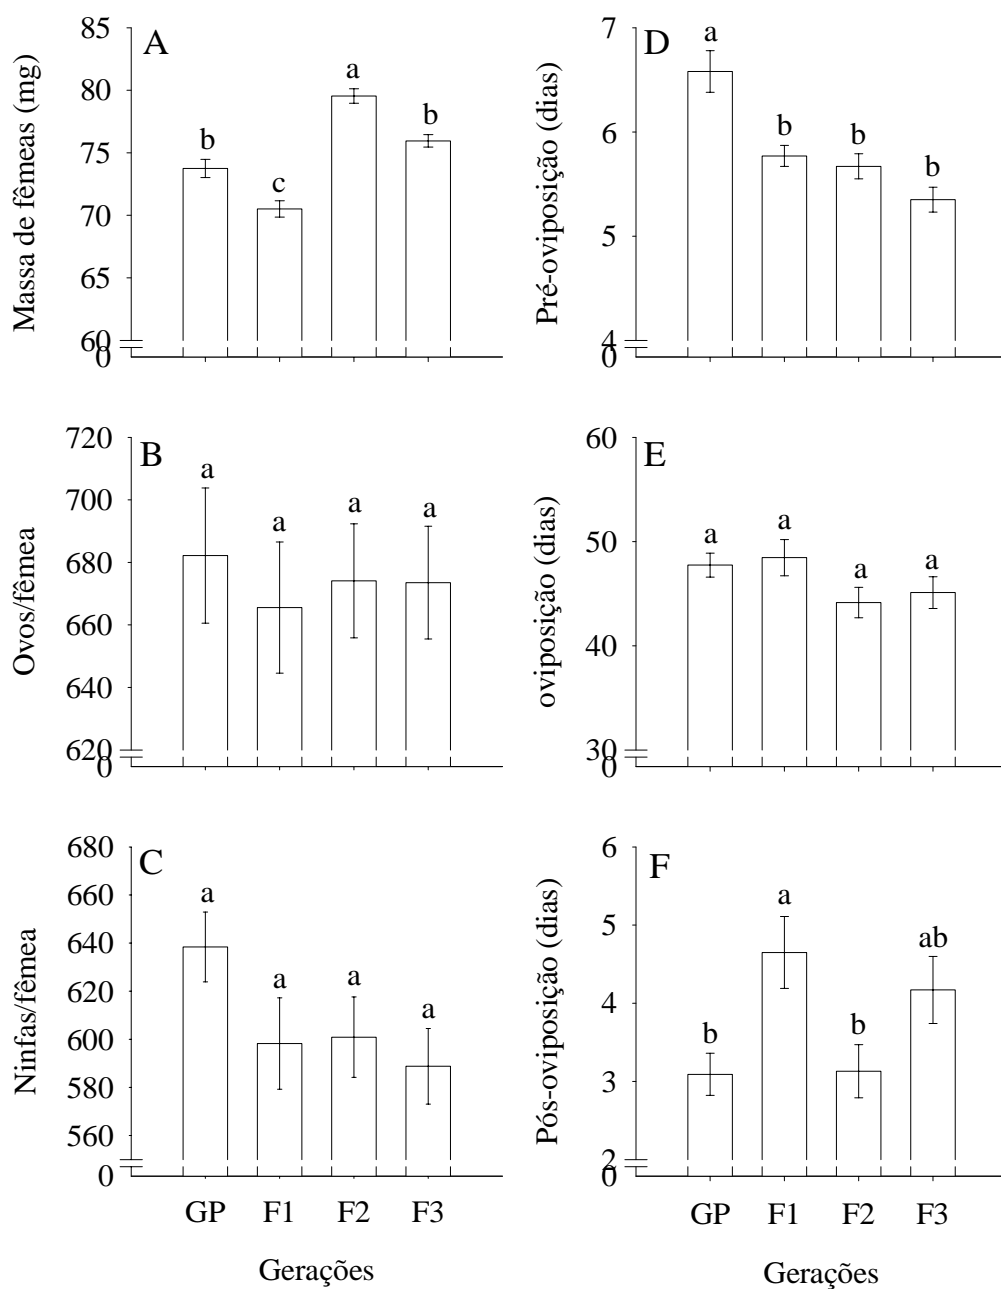 A
Massa de fêmeas (mg)
85
80
75
70
65
60
0
b
c
a
b
D
Pré-oviposição (dias)
7
6
5
4
0
a
b
b
b
B
Ovos/fêmea
720
700
680
660
640
620
0
a
a
a
a
E
oviposição (dias)
60
50
40
30
0
a
a
a
a
C
Ninfas/fêmea
680
660
640
620
600
580
560
0
a
a
a
a
GP F1 F2 F3
Gerações
F
Pós-oviposição (dias)
6
5
4
3
2
0
b
a
b
ab
GP F1 F2 F3
Gerações